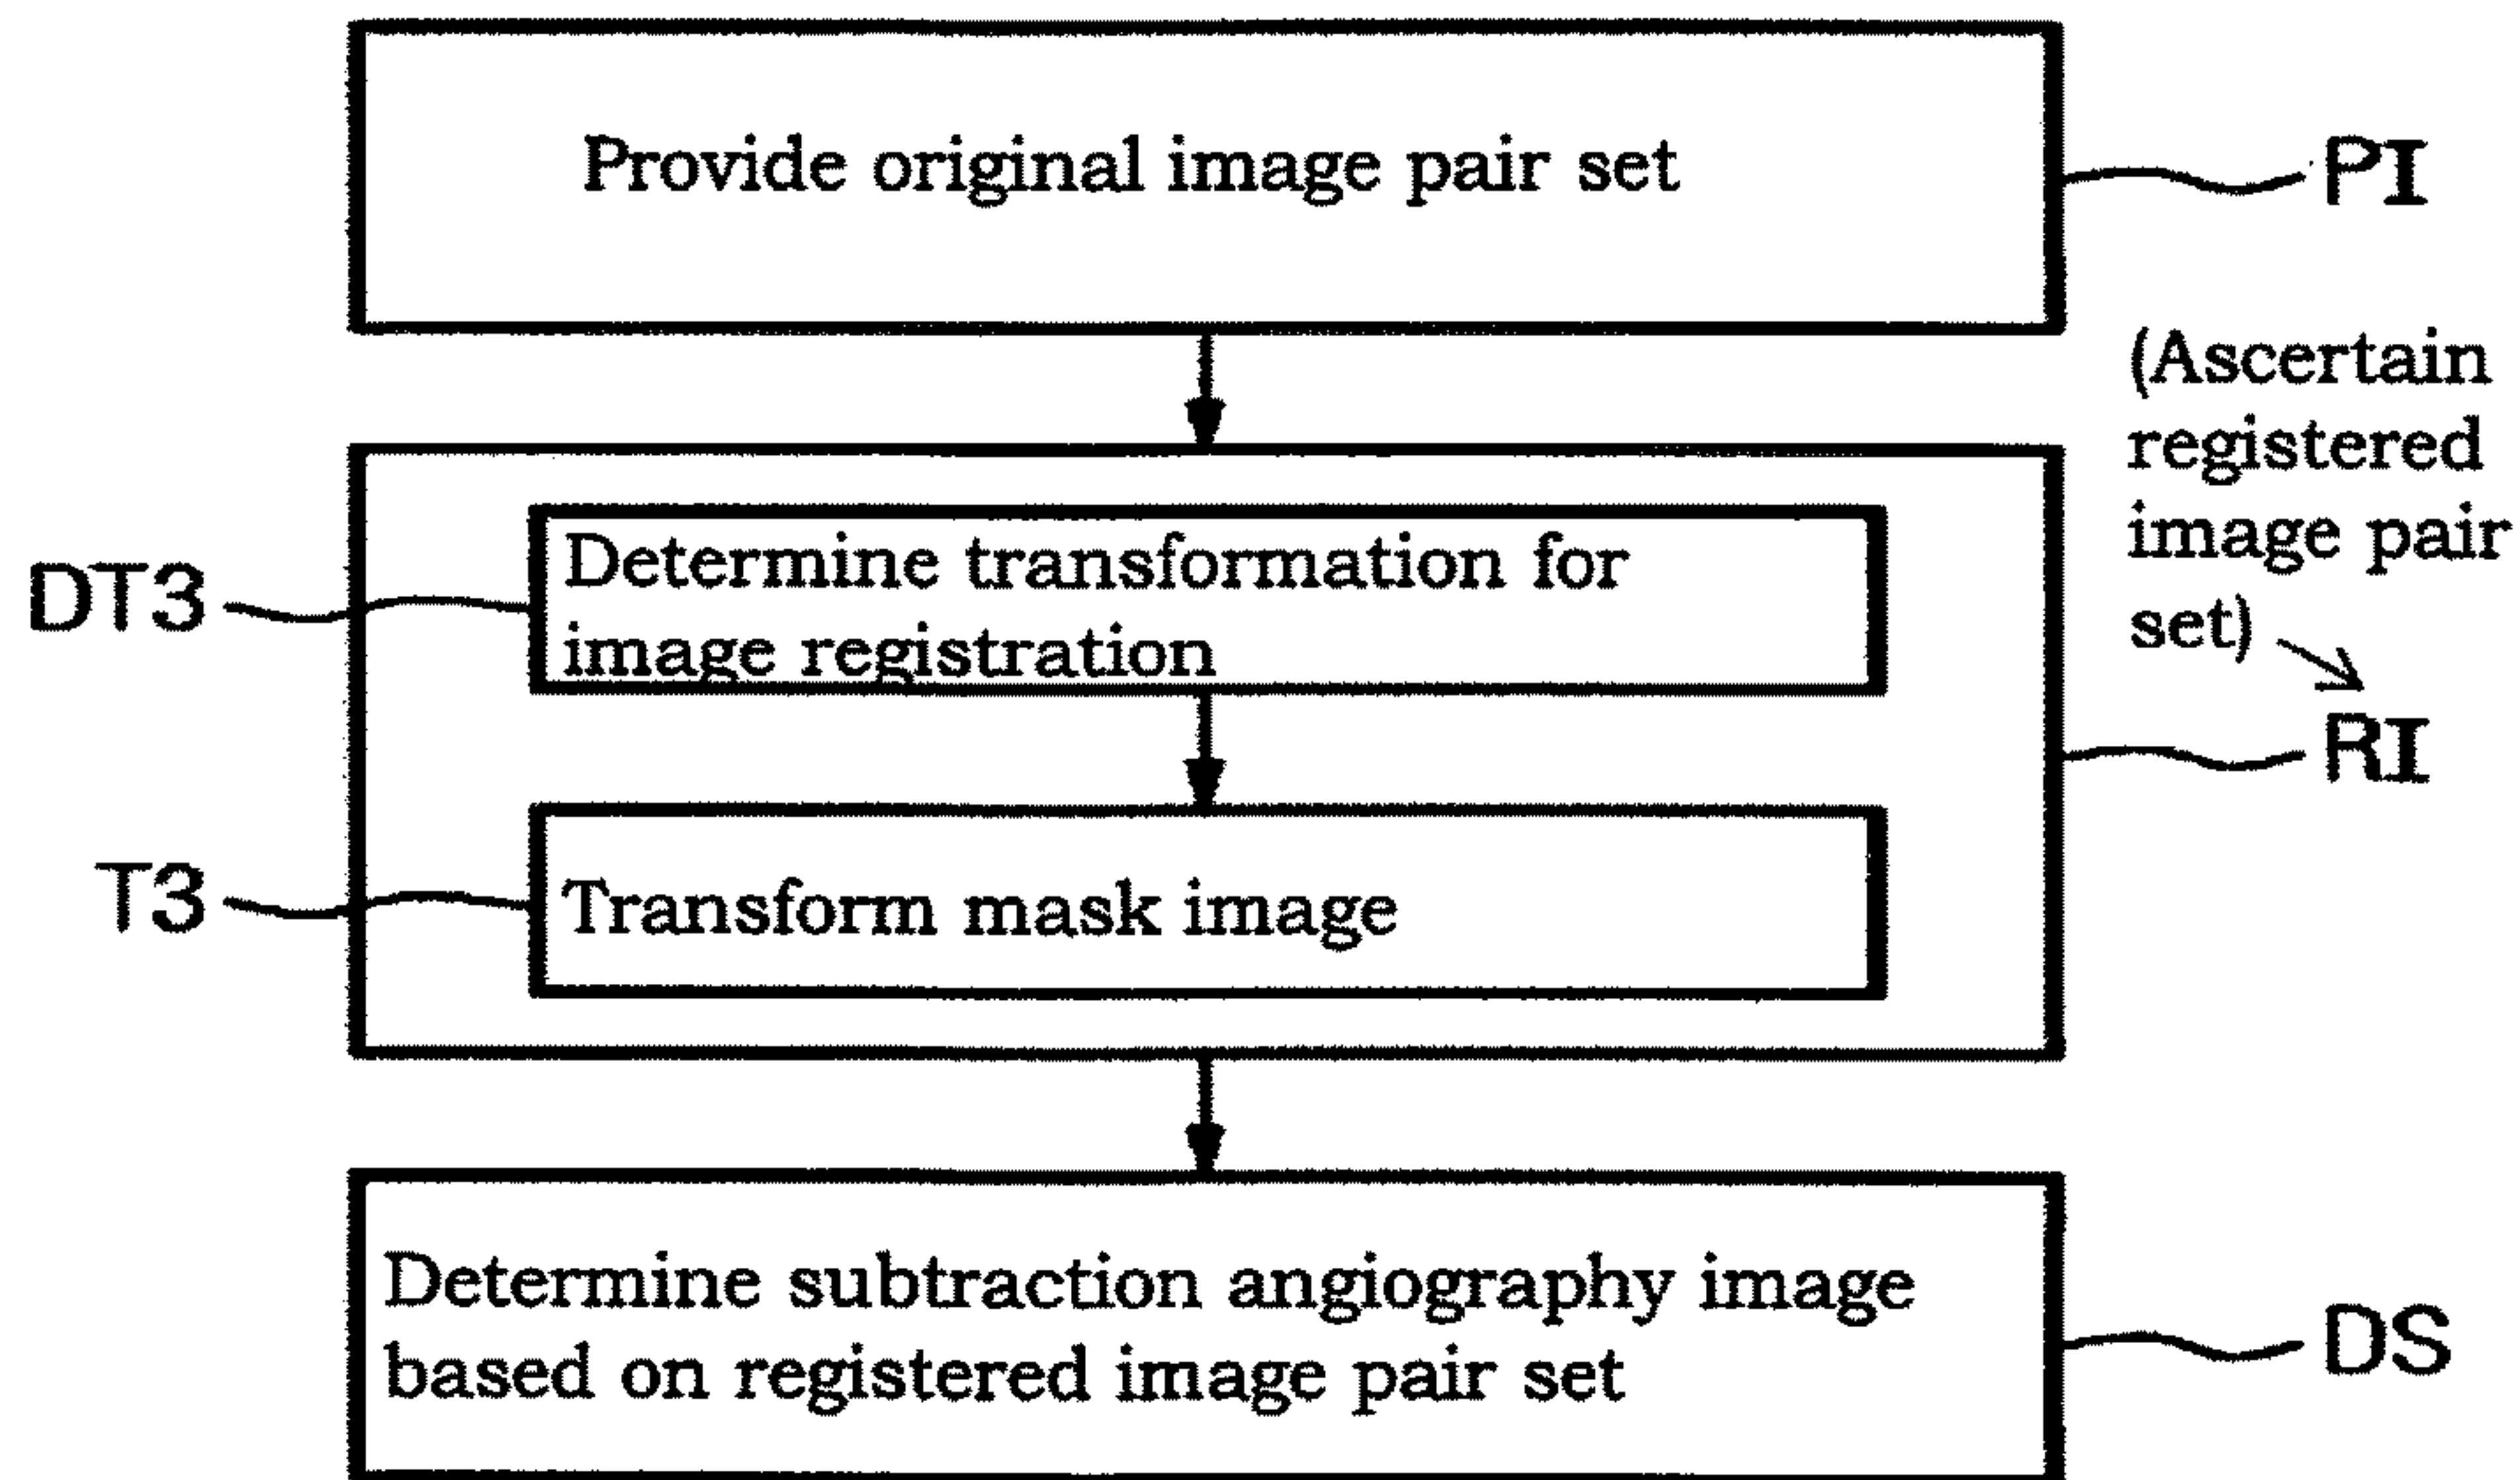 Provide original image pair set
PI
(Ascertain
registered
image pair
set)
RI
Determine transformation for
image registration
DT3
Transform mask image
T3
Determine subtraction angiography image
based on registered image pair set
DS